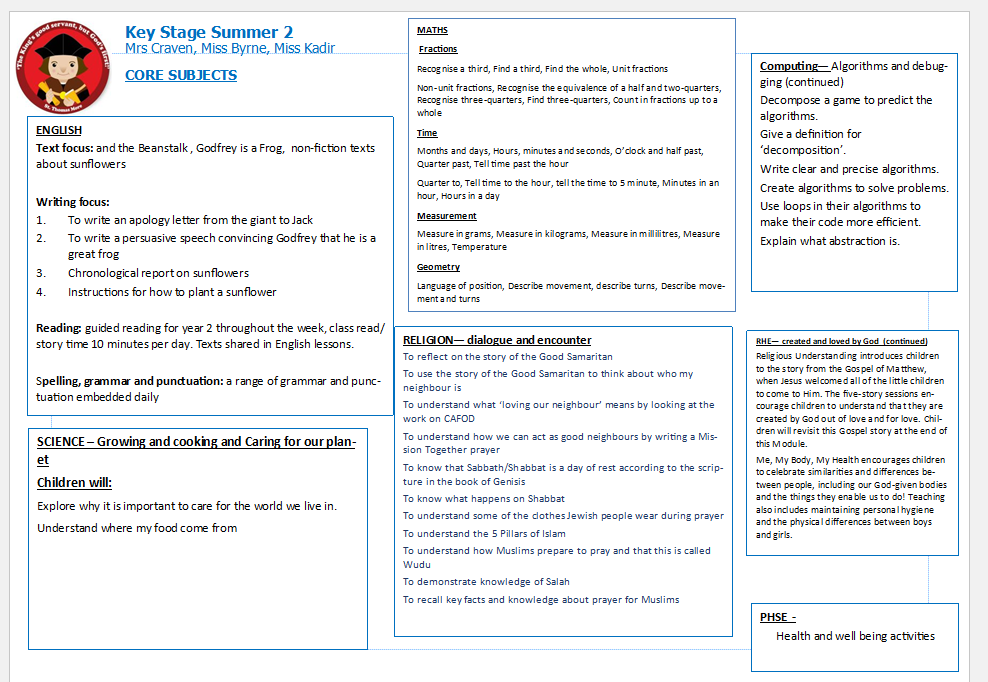 'The King's good servant, but God's first!'
St. Thomas More
Key Stage Summer 2
Mrs Craven, Miss Byrne, Miss Kadir
CORE SUBJECTS
ENGLISH
Text focus: and the Beanstalk , Godfrey is a Frog, non-fiction texts
about sunflowers
Writing focus:
1. To write an apology letter from the giant to Jack
2. To write a persuasive speech convincing Godfrey that he is a
great frog
3. Chronological report on sunflowers
4. Instructions for how to plant a sunflower
Reading: guided reading for year 2 throughout the week, class read/
story time 10 minutes per day. Texts shared in English lessons.
Spelling, grammar and punctuation: a range of grammar and punc-
tuation embedded daily
SCIENCE – Growing and cooking and Caring for our plan-
et
Children will:
Explore why it is important to care for the world we live in.
Understand where my food come from
MATHS
Fractions
Recognise a third, Find a third, Find the whole, Unit fractions
Non-unit fractions, Recognise the equivalence of a half and two-quarters,
Recognise three-quarters, Find three-quarters, Count in fractions up to a
whole
Time
Months and days, Hours, minutes and seconds, O'clock and half past,
Quarter past, Tell time past the hour
Quarter to, Tell time to the hour, tell the time to 5 minute, Minutes in an
hour, Hours in a day
Measurement
Measure in grams, Measure in kilograms, Measure in millilitres, Measure
in litres, Temperature
Geometry
Language of position, Describe movement, describe turns, Describe move-
ment and turns
RELIGION— dialogue and encounter
To reflect on the story of the Good Samaritan
To use the story of the Good Samaritan to think about who my
neighbour is
To understand what 'loving our neighbour' means by looking at the
work on CAFOD
To understand how we can act as good neighbours by writing a Mis-
sion Together prayer
To know that Sabbath/Shabbat is a day of rest according to the scrip-
ture in the book of Genisis
To know what happens on Shabbat
To understand some of the clothes Jewish people wear during prayer
To understand the 5 Pillars of Islam
To understand how Muslims prepare to pray and that this is called
Wudu
To demonstrate knowledge of Salah
To recall key facts and knowledge about prayer for Muslims
Computing— Algorithms and debug-
ging (continued)
Decompose a game to predict the
algorithms.
Give a definition for
'decomposition'.
Write clear and precise algorithms.
Create algorithms to solve problems.
Use loops in their algorithms to
make their code more efficient.
Explain what abstraction is.
RHE— created and loved by God (continued)
Religious Understanding introduces children
to the story from the Gospel of Matthew,
when Jesus welcomed all of the little children
to come to Him. The five-story sessions en-
courage children to understand that they are
created by God out of love and for love. Chil-
dren will revisit this Gospel story at the end of
this Module.
Me, My Body, My Health encourages children
to celebrate similarities and differences be-
tween people, including our God-given bodies
and the things they enable us to do! Teaching
also includes maintaining personal hygiene
and the physical differences between boys
and girls.
PHSE -
Health and well being activities